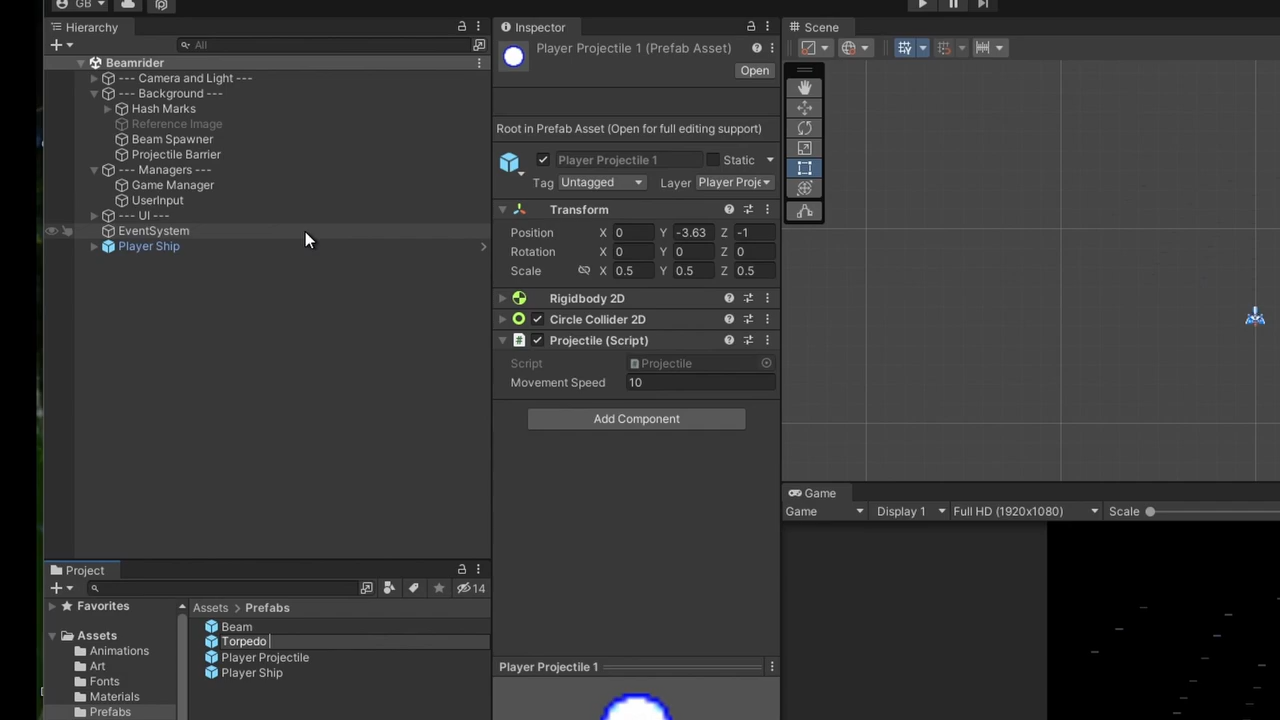 GB
Hierarchy
All
Beamrider
--- Camera and Light ---
--- Background ---
Hash Marks
Reference Image
Beam Spawner
Projectile Barrier
--- Managers ---
Game Manager
UserInput
--- UI ---
EventSystem
Player Ship
Inspector
Player Projectile 1 (Prefab Asset)
Open
Root in Prefab Asset (Open for full editing support)
Player Projectile 1 Static
Tag Untagged Layer Player Proje
Transform
Position X 0 Y -3.63 Z -1
Rotation X 0 Y 0 Z 0
Scale X 0.5 Y 0.5 Z 0.5
Rigidbody 2D
Circle Collider 2D
Projectile (Script)
Script Projectile
Movement Speed 10
Add Component
Player Projectile 1
Scene
Game
Game Display 1 Full HD (1920x1080) Scale
Project
14
Favorites
Assets
Animations
Art
Fonts
Materials
Prefabs
Assets > Prefabs
Beam
Torpedo
Player Projectile
Player Ship